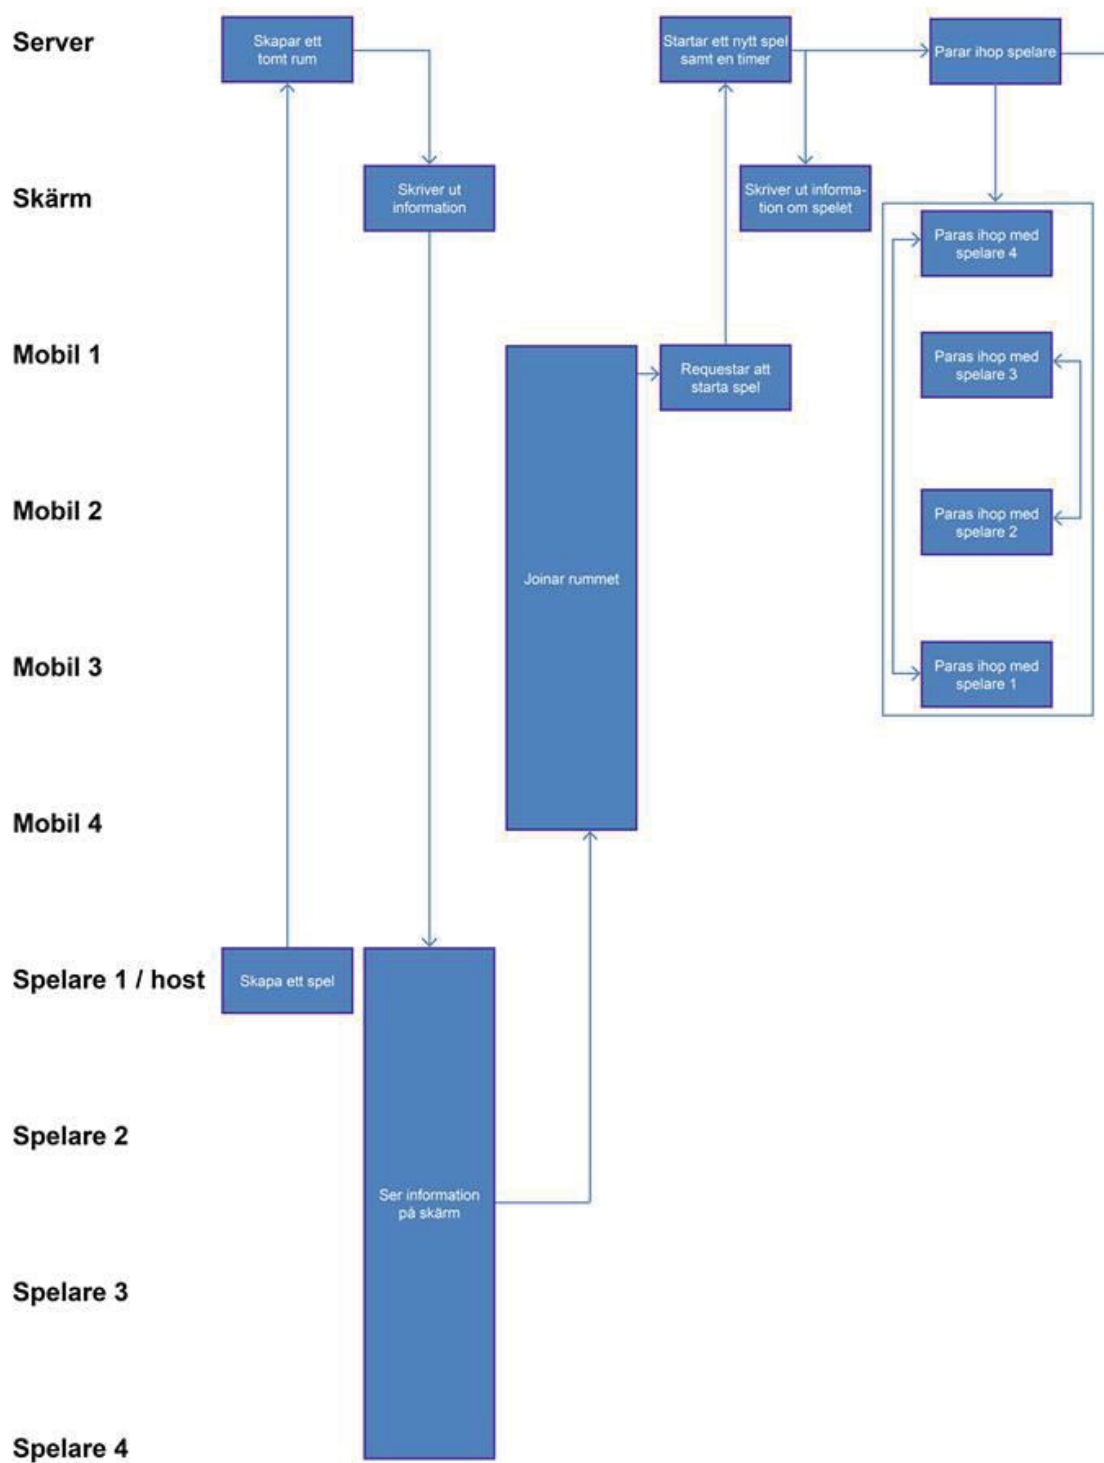 Server
Skapar ett
tomt rum
Startar ett nytt spel
samt en timer
Parar ihop spelare
Skärm
Skriver ut
information
Skriver ut informa-
tion om spelet
Paras ihop med
spelare 4
Mobil 1
Requestar att
starta spel
Paras ihop med
spelare 3
Mobil 2
Paras ihop med
spelare 2
Joinar rummet
Mobil 3
Paras ihop med
spelare 1
Mobil 4
Spelare 1 / host
Skapa ett spel
Spelare 2
Ser information
på skärm
Spelare 3
Spelare 4